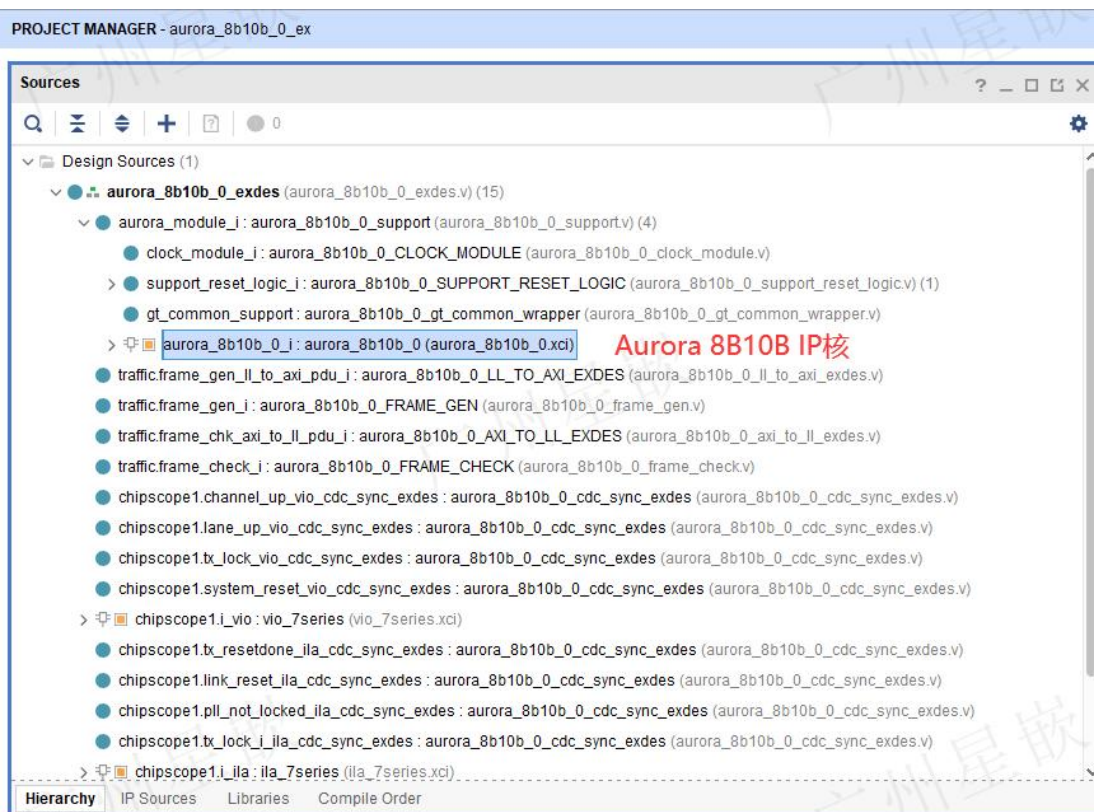 PROJECT MANAGER - aurora_8b10b_0_ex
Sources
? _ □ X
0
Design Sources (1)
aurora_8b10b_0_exdes (aurora_8b10b_0_exdes.v) (15)
aurora_module_i : aurora_8b10b_0_support (aurora_8b10b_0_support.v) (4)
clock_module_i : aurora_8b10b_0_CLOCK_MODULE (aurora_8b10b_0_clock_module.v)
support_reset_logic_i : aurora_8b10b_0_SUPPORT_RESET_LOGIC (aurora_8b10b_0_support_reset_logic.v) (1)
gt_common_support : aurora_8b10b_0_gt_common_wrapper (aurora_8b10b_0_gt_common_wrapper.v)
aurora_8b10b_0_i : aurora_8b10b_0 (aurora_8b10b_0.xci) Aurora 8B10B IP核
traffic.frame_gen_ll_to_axi_pdu_i : aurora_8b10b_0_LL_TO_AXI_EXDES (aurora_8b10b_0_ll_to_axi_exdes.v)
traffic.frame_gen_i : aurora_8b10b_0_FRAME_GEN (aurora_8b10b_0_frame_gen.v)
traffic.frame_chk_axi_to_ll_pdu_i : aurora_8b10b_0_AXI_TO_LL_EXDES (aurora_8b10b_0_axi_to_ll_exdes.v)
traffic.frame_check_i : aurora_8b10b_0_FRAME_CHECK (aurora_8b10b_0_frame_check.v)
chipscope1.channel_up_vio_cdc_sync_exdes : aurora_8b10b_0_cdc_sync_exdes (aurora_8b10b_0_cdc_sync_exdes.v)
chipscope1.lane_up_vio_cdc_sync_exdes : aurora_8b10b_0_cdc_sync_exdes (aurora_8b10b_0_cdc_sync_exdes.v)
chipscope1.tx_lock_vio_cdc_sync_exdes : aurora_8b10b_0_cdc_sync_exdes (aurora_8b10b_0_cdc_sync_exdes.v)
chipscope1.system_reset_vio_cdc_sync_exdes : aurora_8b10b_0_cdc_sync_exdes (aurora_8b10b_0_cdc_sync_exdes.v)
chipscope1.i_vio : vio_7series (vio_7series.xci)
chipscope1.tx_resetdone_ila_cdc_sync_exdes : aurora_8b10b_0_cdc_sync_exdes (aurora_8b10b_0_cdc_sync_exdes.v)
chipscope1.link_reset_ila_cdc_sync_exdes : aurora_8b10b_0_cdc_sync_exdes (aurora_8b10b_0_cdc_sync_exdes.v)
chipscope1.pll_not_locked_ila_cdc_sync_exdes : aurora_8b10b_0_cdc_sync_exdes (aurora_8b10b_0_cdc_sync_exdes.v)
chipscope1.tx_lock_i_ila_cdc_sync_exdes : aurora_8b10b_0_cdc_sync_exdes (aurora_8b10b_0_cdc_sync_exdes.v)
chipscope1.i_ila : ila_7series (ila_7series.xci)
Hierarchy IP Sources Libraries Compile Order
广州星嵌